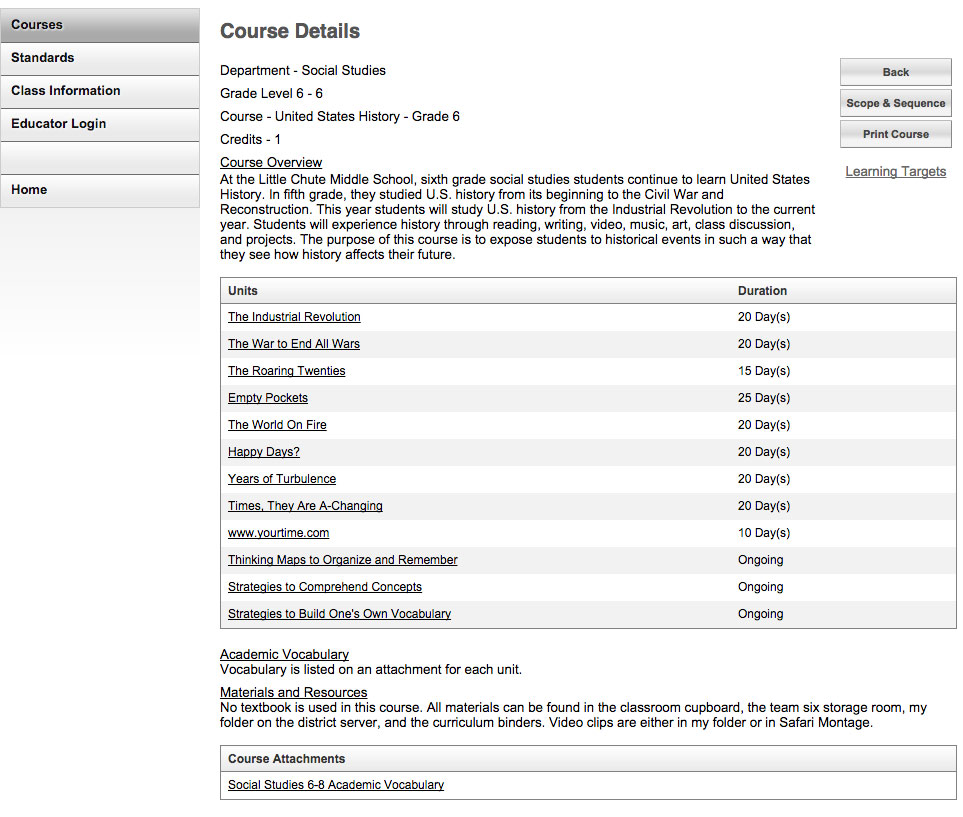 Courses
Standards
Class Information
Educator Login
Home
Course Details
Department - Social Studies
Grade Level 6 - 6
Course - United States History - Grade 6
Credits - 1
Back
Scope & Sequence
Print Course
Learning Targets
Course Overview
At the Little Chute Middle School, sixth grade social studies students continue to learn United States
History. In fifth grade, they studied U.S. history from its beginning to the Civil War and
Reconstruction. This year students will study U.S. history from the Industrial Revolution to the current
year. Students will experience history through reading, writing, video, music, art, class discussion,
and projects. The purpose of this course is to expose students to historical events in such a way that
they see how history affects their future.
Units Duration
The Industrial Revolution 20 Day(s)
The War to End All Wars 20 Day(s)
The Roaring Twenties 15 Day(s)
Empty Pockets 25 Day(s)
The World On Fire 20 Day(s)
Happy Days? 20 Day(s)
Years of Turbulence 20 Day(s)
Times, They Are A-Changing 20 Day(s)
www.yourtime.com 10 Day(s)
Thinking Maps to Organize and Remember Ongoing
Strategies to Comprehend Concepts Ongoing
Strategies to Build One's Own Vocabulary Ongoing
Academic Vocabulary
Vocabulary is listed on an attachment for each unit.
Materials and Resources
No textbook is used in this course. All materials can be found in the classroom cupboard, the team six storage room, my
folder on the district server, and the curriculum binders. Video clips are either in my folder or in Safari Montage.
Course Attachments
Social Studies 6-8 Academic Vocabulary